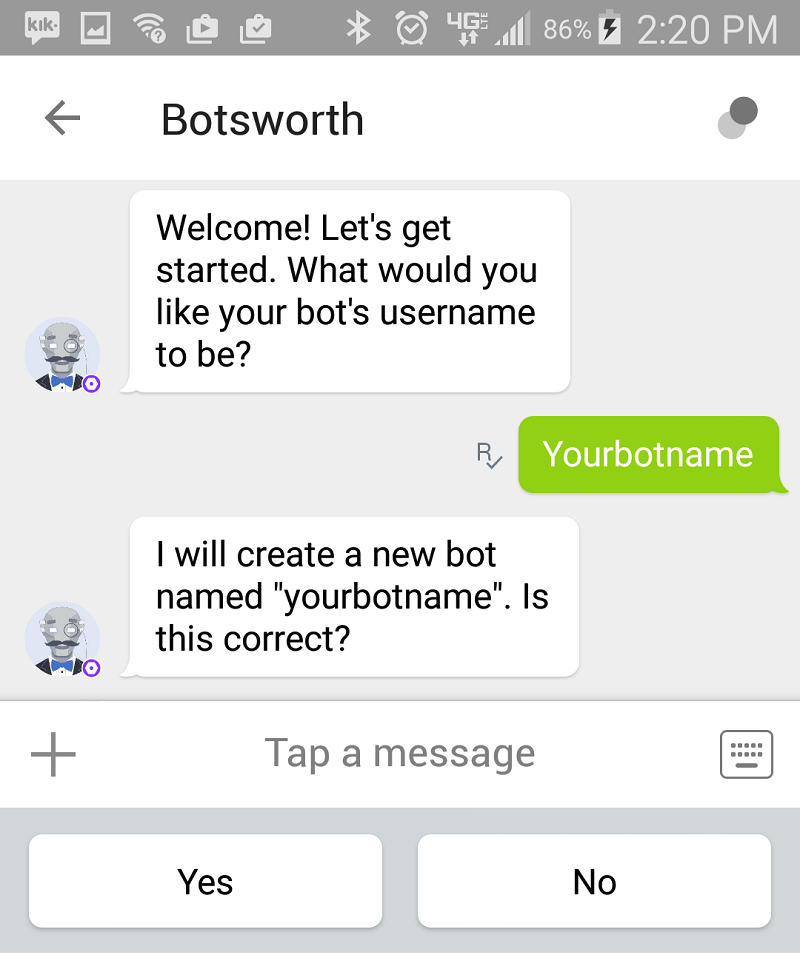 kik·
4G LTE 86% 2:20 PM
Botsworth
Welcome! Let's get
started. What would you
like your bot's username
to be?
R Yourbotname
I will create a new bot
named "yourbotname". Is
this correct?
Tap a message
Yes No